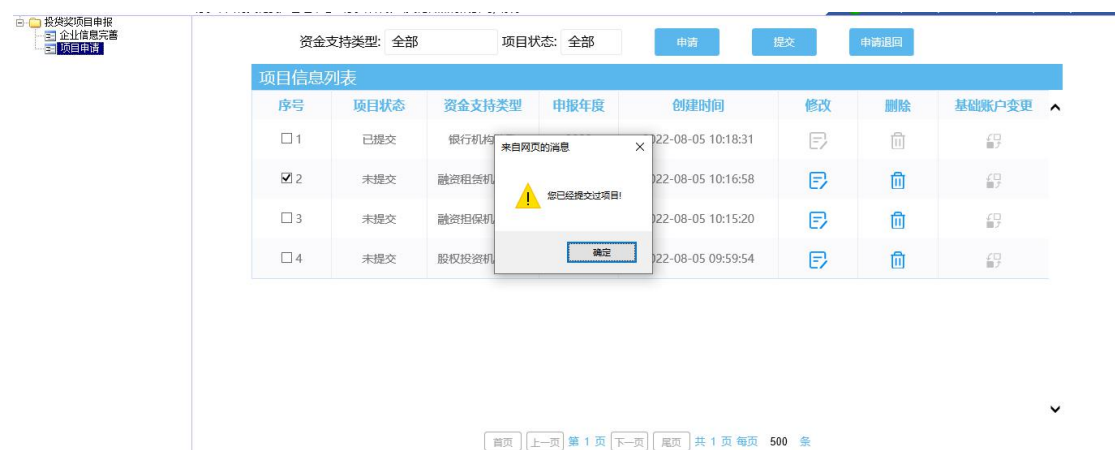 投贷奖项目申报
企业信息完善
项目申请
资金支持类型: 全部 项目状态: 全部 申请 提交 申请退回
项目信息列表
序号 项目状态 资金支持类型 申报年度 创建时间 修改 删除 基础账户变更
1 已提交 银行机构 022-08-05 10:18:31
2 未提交 融资租赁机 022-08-05 10:16:58
3 未提交 融资担保机 022-08-05 10:15:20
4 未提交 股权投资机 022-08-05 09:59:54
来自网页的消息
您已经提交过项目!
确定
首页 上一页 第 1 页 下一页 尾页 共 1 页 每页 500 条